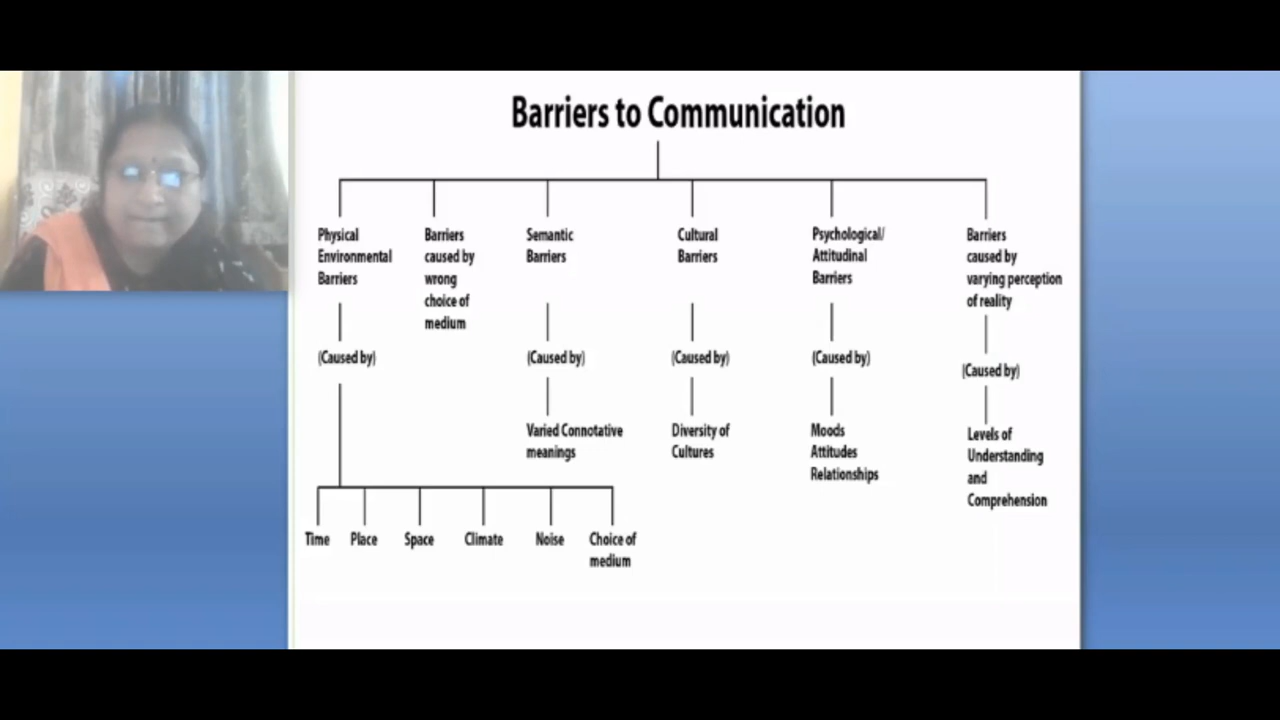 Barriers to Communication
Physical
Environmental
Barriers
Barriers
caused by
wrong
choice of
medium
Semantic
Barriers
Cultural
Barriers
Psychological/
Attitudinal
Barriers
Barriers
caused by
varying perception
of reality
(Caused by)
(Caused by)
(Caused by)
(Caused by)
(Caused by)
Varied Connotative
meanings
Diversity of
Cultures
Moods
Attitudes
Relationships
Levels of
Understanding
and
Comprehension
Time
Place
Space
Climate
Noise
Choice of
medium